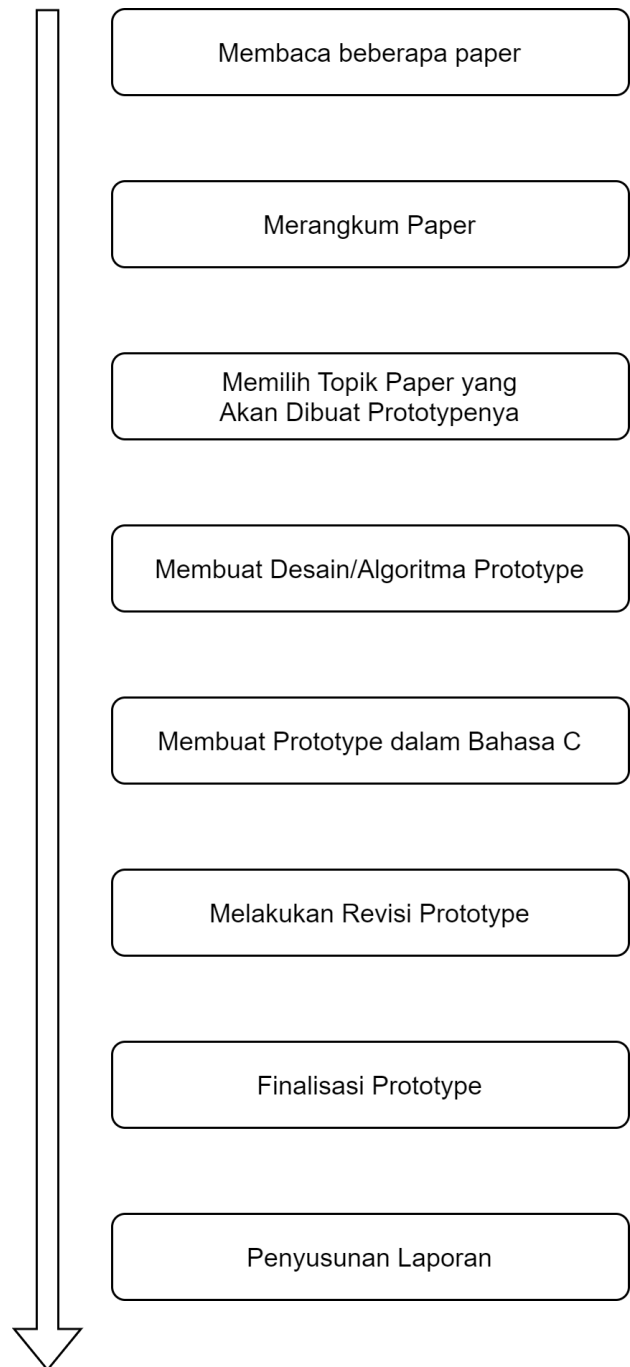 Membaca beberapa paper
Merangkum Paper
Memilih Topik Paper yang
Akan Dibuat Prototypenya
Membuat Desain/Algoritma Prototype
Membuat Prototype dalam Bahasa C
Melakukan Revisi Prototype
Finalisasi Prototype
Penyusunan Laporan